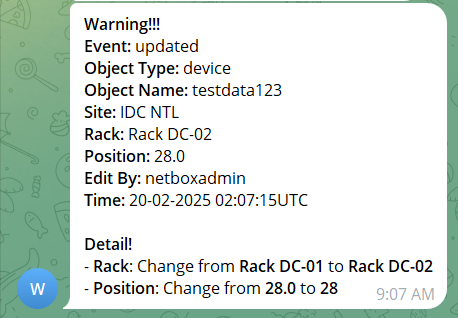 Warning!!!
Event: updated
Object Type: device
Object Name: testdata123
Site: IDC NTL
Rack: Rack DC-02
Position: 28.0
Edit By: netboxadmin
Time: 20-02-2025 02:07:15UTC
Detail!
- Rack: Change from Rack DC-01 to Rack DC-02
- Position: Change from 28.0 to 28
9:07 AM
W